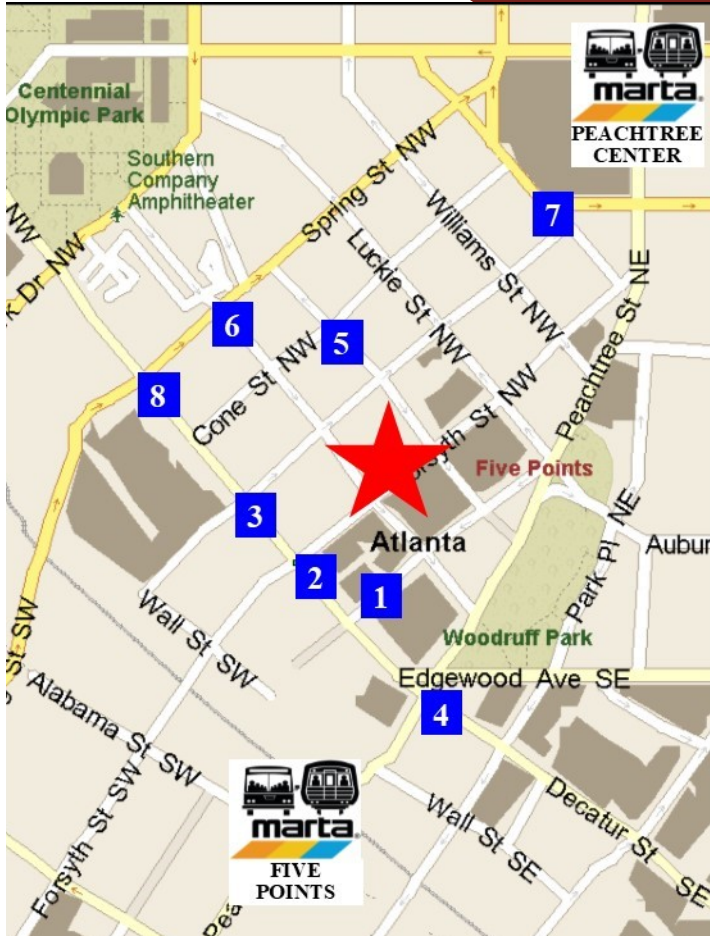 marta
PEACHTREE
CENTER
Centennial
Olympic Park
Southern
Company
Amphitheater
Spring St NW
7
NW
Williams St NW
Luckie St NW
Peachtree St NE
k Dr NW
6
5
Cone St NW
8
orsyth St NW
Five Points
3
Atlanta
Park Pl NE
Aubur
2
1
Wall St SW
Woodruff Park
St SW
Edgewood Ave SE
Alabama St SW
4
marta
FIVE
POINTS
Decatur St SE
Wall St SE
Forsyth St SW
Pea